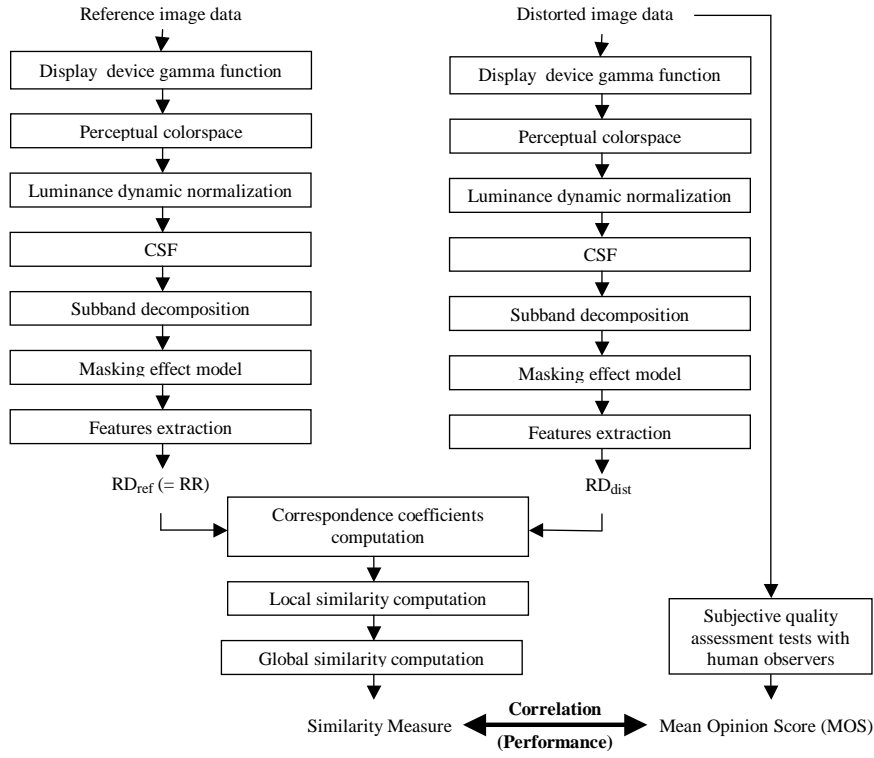 Reference image data
Display device gamma function
Perceptual colorspace
Luminance dynamic normalization
CSF
Subband decomposition
Masking effect model
Features extraction
RDref (= RR)
Distorted image data
Display device gamma function
Perceptual colorspace
Luminance dynamic normalization
CSF
Subband decomposition
Masking effect model
Features extraction
RDdist
Correspondence coefficients
computation
Local similarity computation
Global similarity computation
Similarity Measure
Subjective quality
assessment tests with
human observers
Correlation
(Performance)
Mean Opinion Score (MOS)